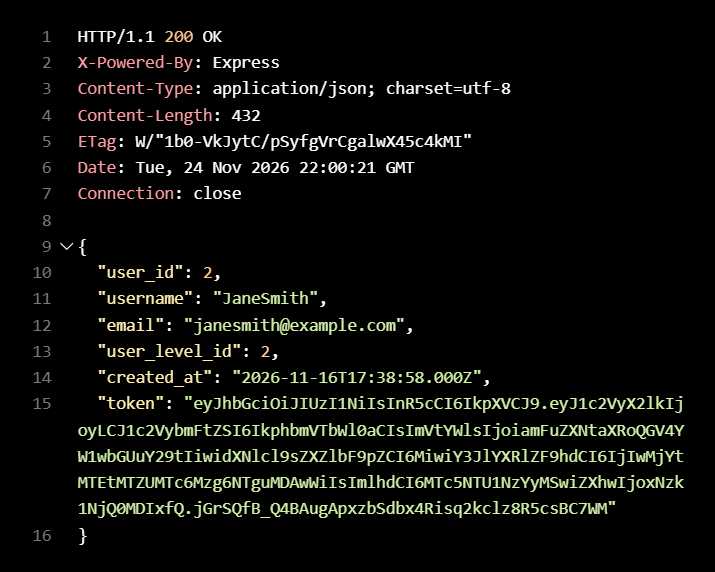 1 HTTP/1.1 200 OK
2 X-Powered-By: Express
3 Content-Type: application/json; charset=utf-8
4 Content-Length: 432
5 ETag: W/"1b0-VkJytC/pSyfgVrCgalwX45c4kMI"
6 Date: Tue, 24 Nov 2026 22:00:21 GMT
7 Connection: close
8
9 {
10 "user_id": 2,
11 "username": "JaneSmith",
12 "email": "janesmith@example.com",
13 "user_level_id": 2,
14 "created_at": "2026-11-16T17:38:58.000Z",
15 "token": "eyJhbGciOiJIUzI1NiIsInR5cCI6IkpXVCJ9.eyJ1c2VyX2lkIj
oyLCJ1c2VybmFtZSI6IkphbmVTbWl0aCIsImVtYWlsIjoiamFuZXNtaXRoQGV4Y
W1wbGUuY29tIiwidXNlcl9sZXZlbF9pZCI6MiwiY3JlYXRlZF9hdCI6IjIwMjYt
MTEtMTZUMTc6Mzg6NTguMDAwWiIsImlhdCI6MTc5NTU1NzYyMSwiZXhwIjoxNzk
1NjQ0MDIxfQ.jGrSQfB_Q4BAugApxzbSdbx4Risq2kclz8R5csBC7WM"
16 }